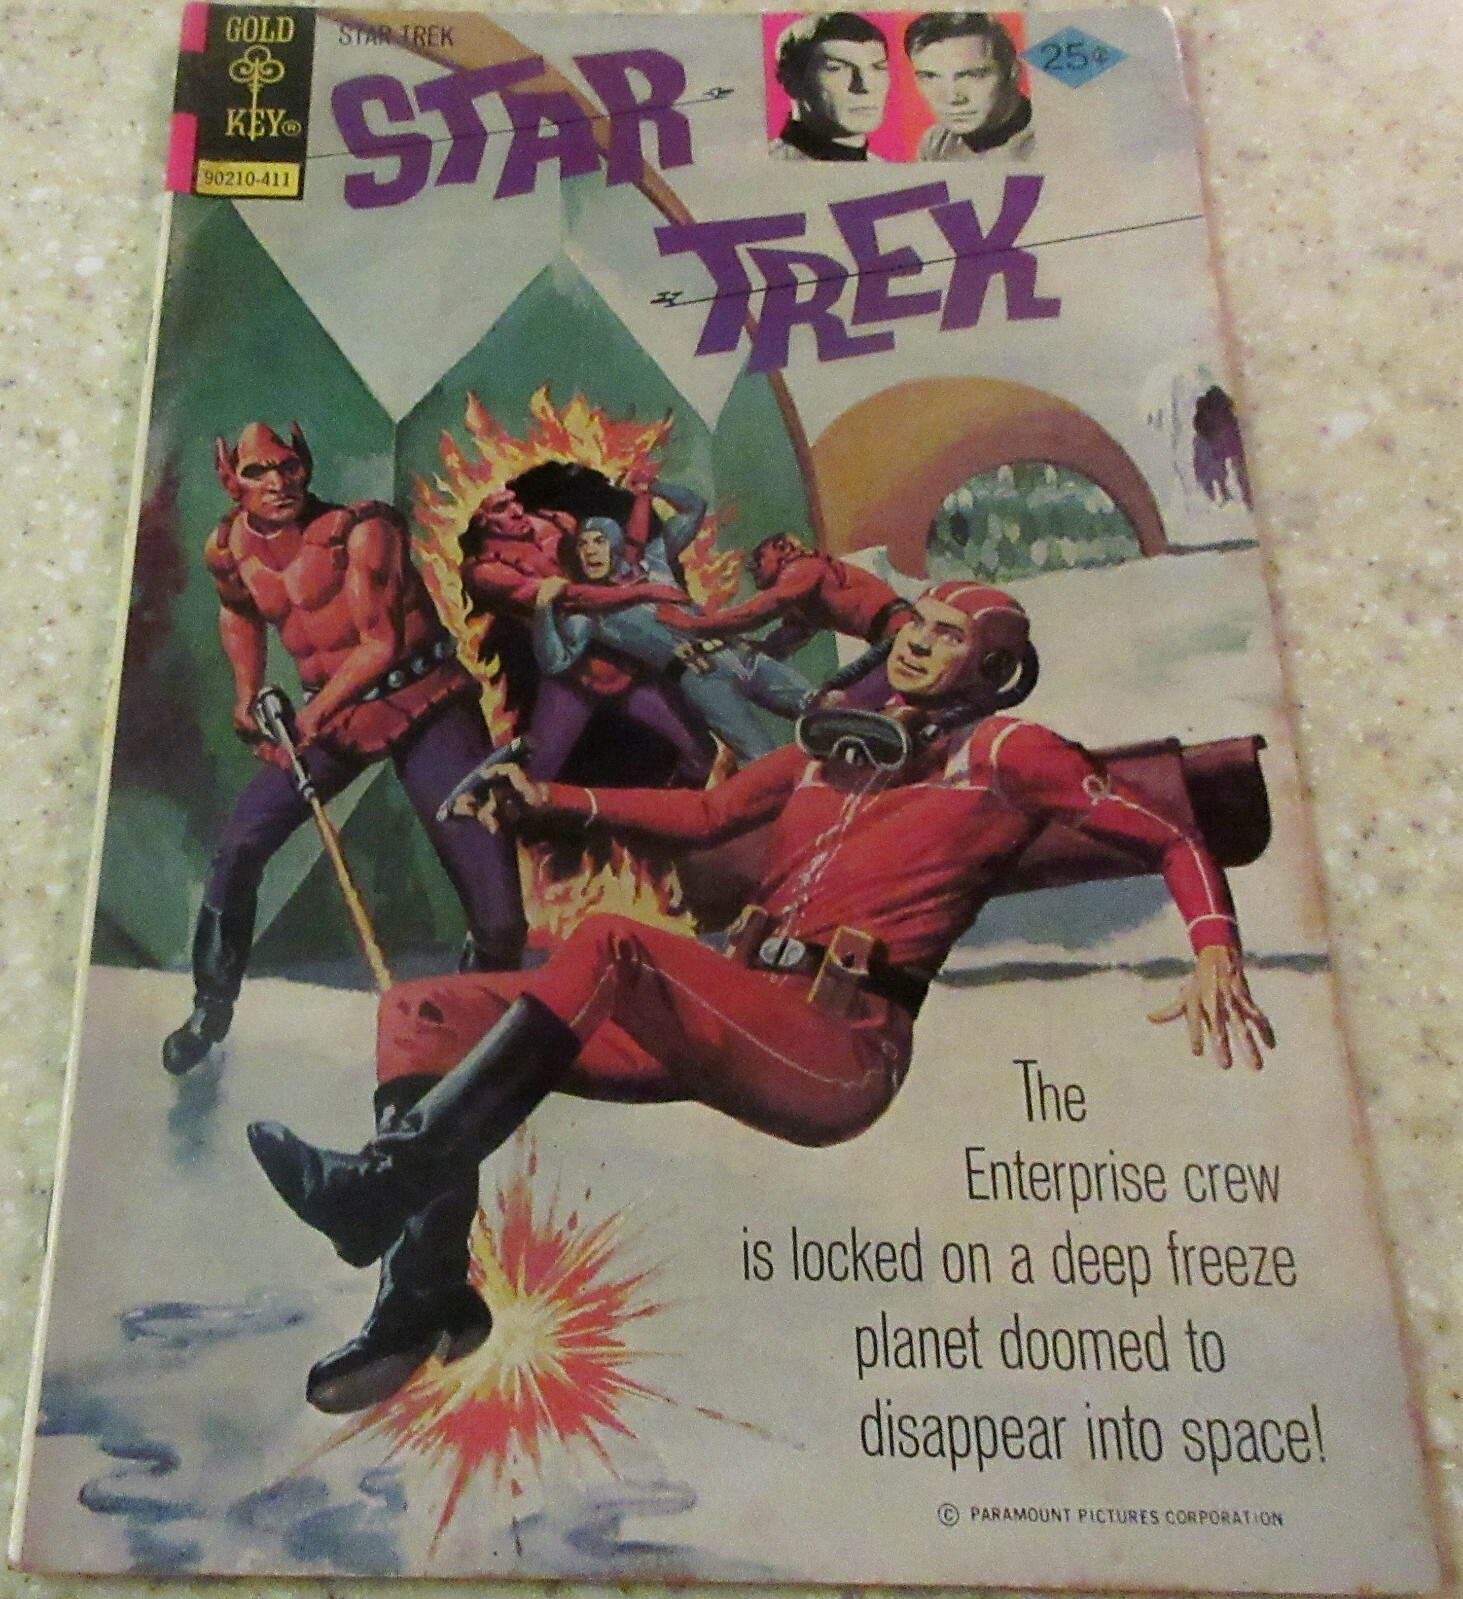 GOLD
KEY®
90210-411
STAR TREK
STAR
TREK
25¢
The
Enterprise crew
is locked on a deep freeze
planet doomed to
disappear into space!
© PARAMOUNT PICTURES CORPORATION